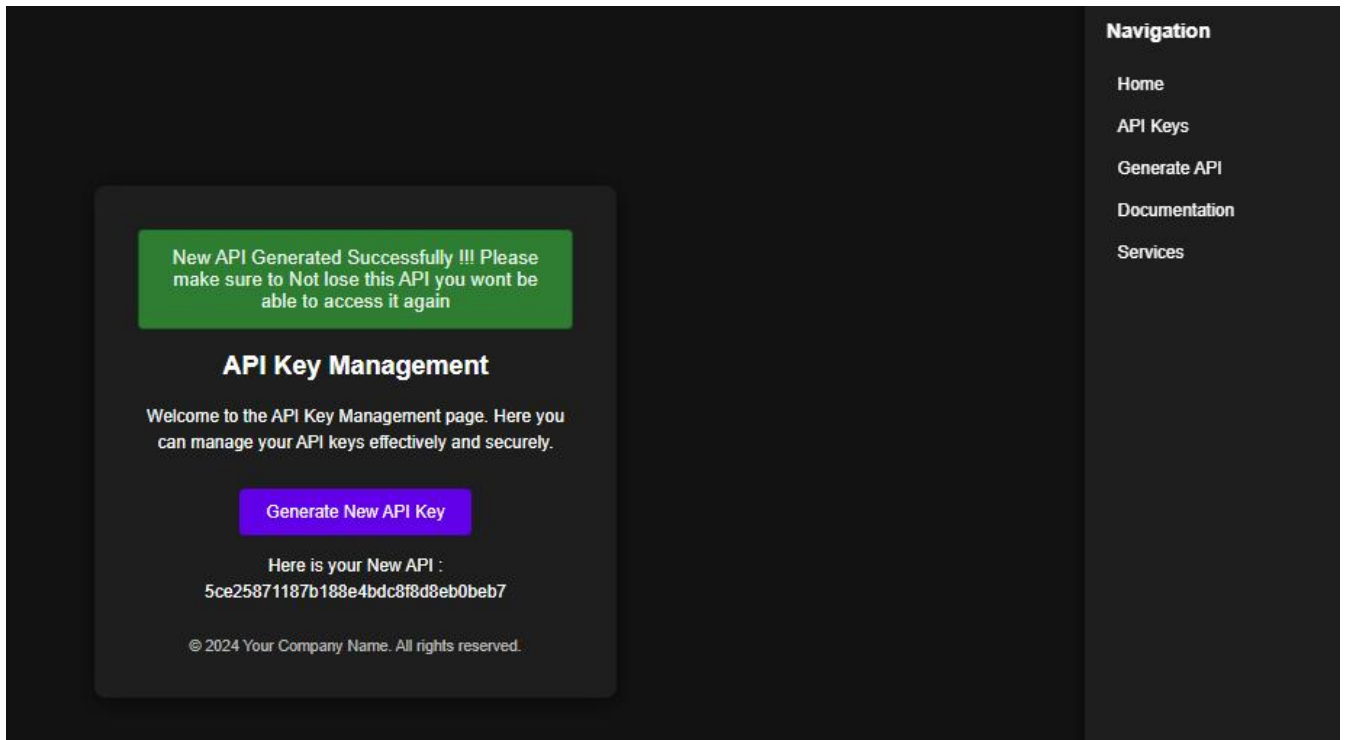 Navigation
Home
API Keys
Generate API
Documentation
Services
New API Generated Successfully !!! Please
make sure to Not lose this API you wont be
able to access it again
API Key Management
Welcome to the API Key Management page. Here you
can manage your API keys effectively and securely.
Generate New API Key
Here is your New API :
5ce25871187b188e4bdc8f8d8eb0beb7
© 2024 Your Company Name. All rights reserved.